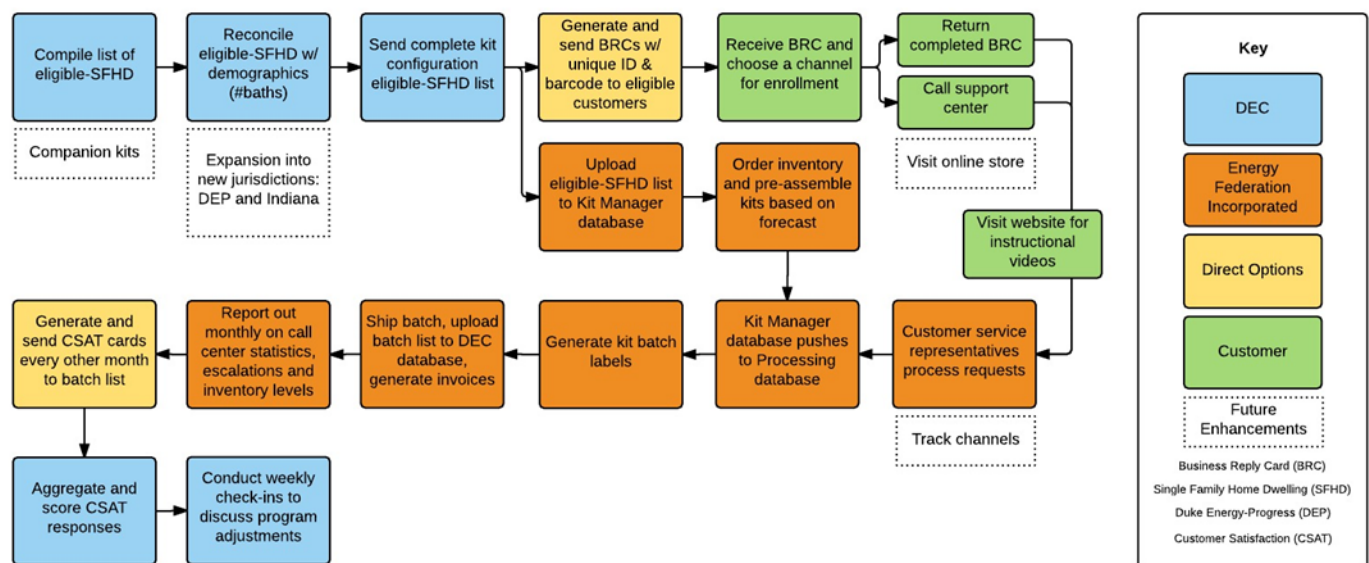 Compile list of
eligible-SFHD
Reconcile
eligible-SFHD w/
demographics
(#baths)
Send complete kit
configuration
eligible-SFHD list
Generate and
send BRCs w/
unique ID &
barcode to eligible
customers
Receive BRC and
choose a channel
for enrollment
Return
completed BRC
Call support
center
Companion kits
Expansion into
new jurisdictions:
DEP and Indiana
Upload
eligible-SFHD list
to Kit Manager
database
Order inventory
and pre-assemble
kits based on
forecast
Visit online store
Visit website for
instructional
videos
Generate and
send CSAT cards
every other month
to batch list
Report out
monthly on call
center statistics,
escalations and
inventory levels
Ship batch, upload
batch list to DEC
database,
generate invoices
Generate kit batch
labels
Kit Manager
database pushes
to Processing
database
Customer service
representatives
process requests
Track channels
Aggregate and
score CSAT
responses
Conduct weekly
check-ins to
discuss program
adjustments
Key
DEC
Energy
Federation
Incorporated
Direct Options
Customer
Future
Enhancements
Business Reply Card (BRC)
Single Family Home Dwelling (SFHD)
Duke Energy-Progress (DEP)
Customer Satisfaction (CSAT)